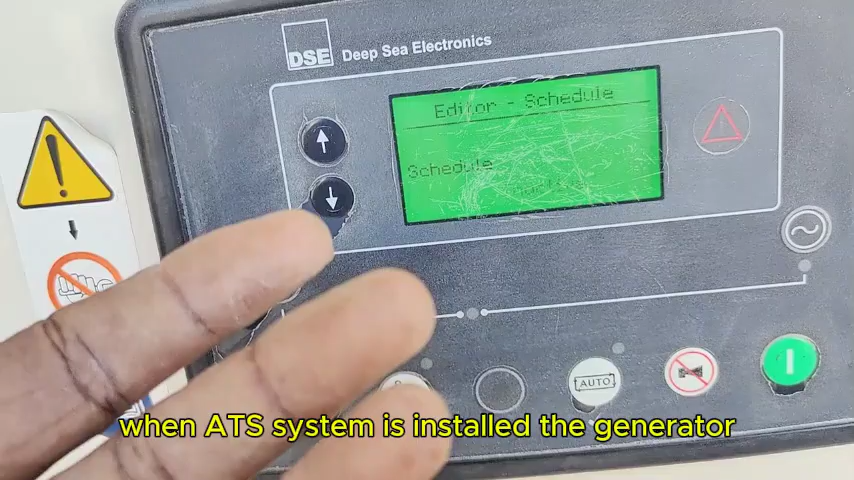 DSE
Deep Sea Electronics
Editor - Schedule
Schedule
AUTO
when ATS system is installed the generator